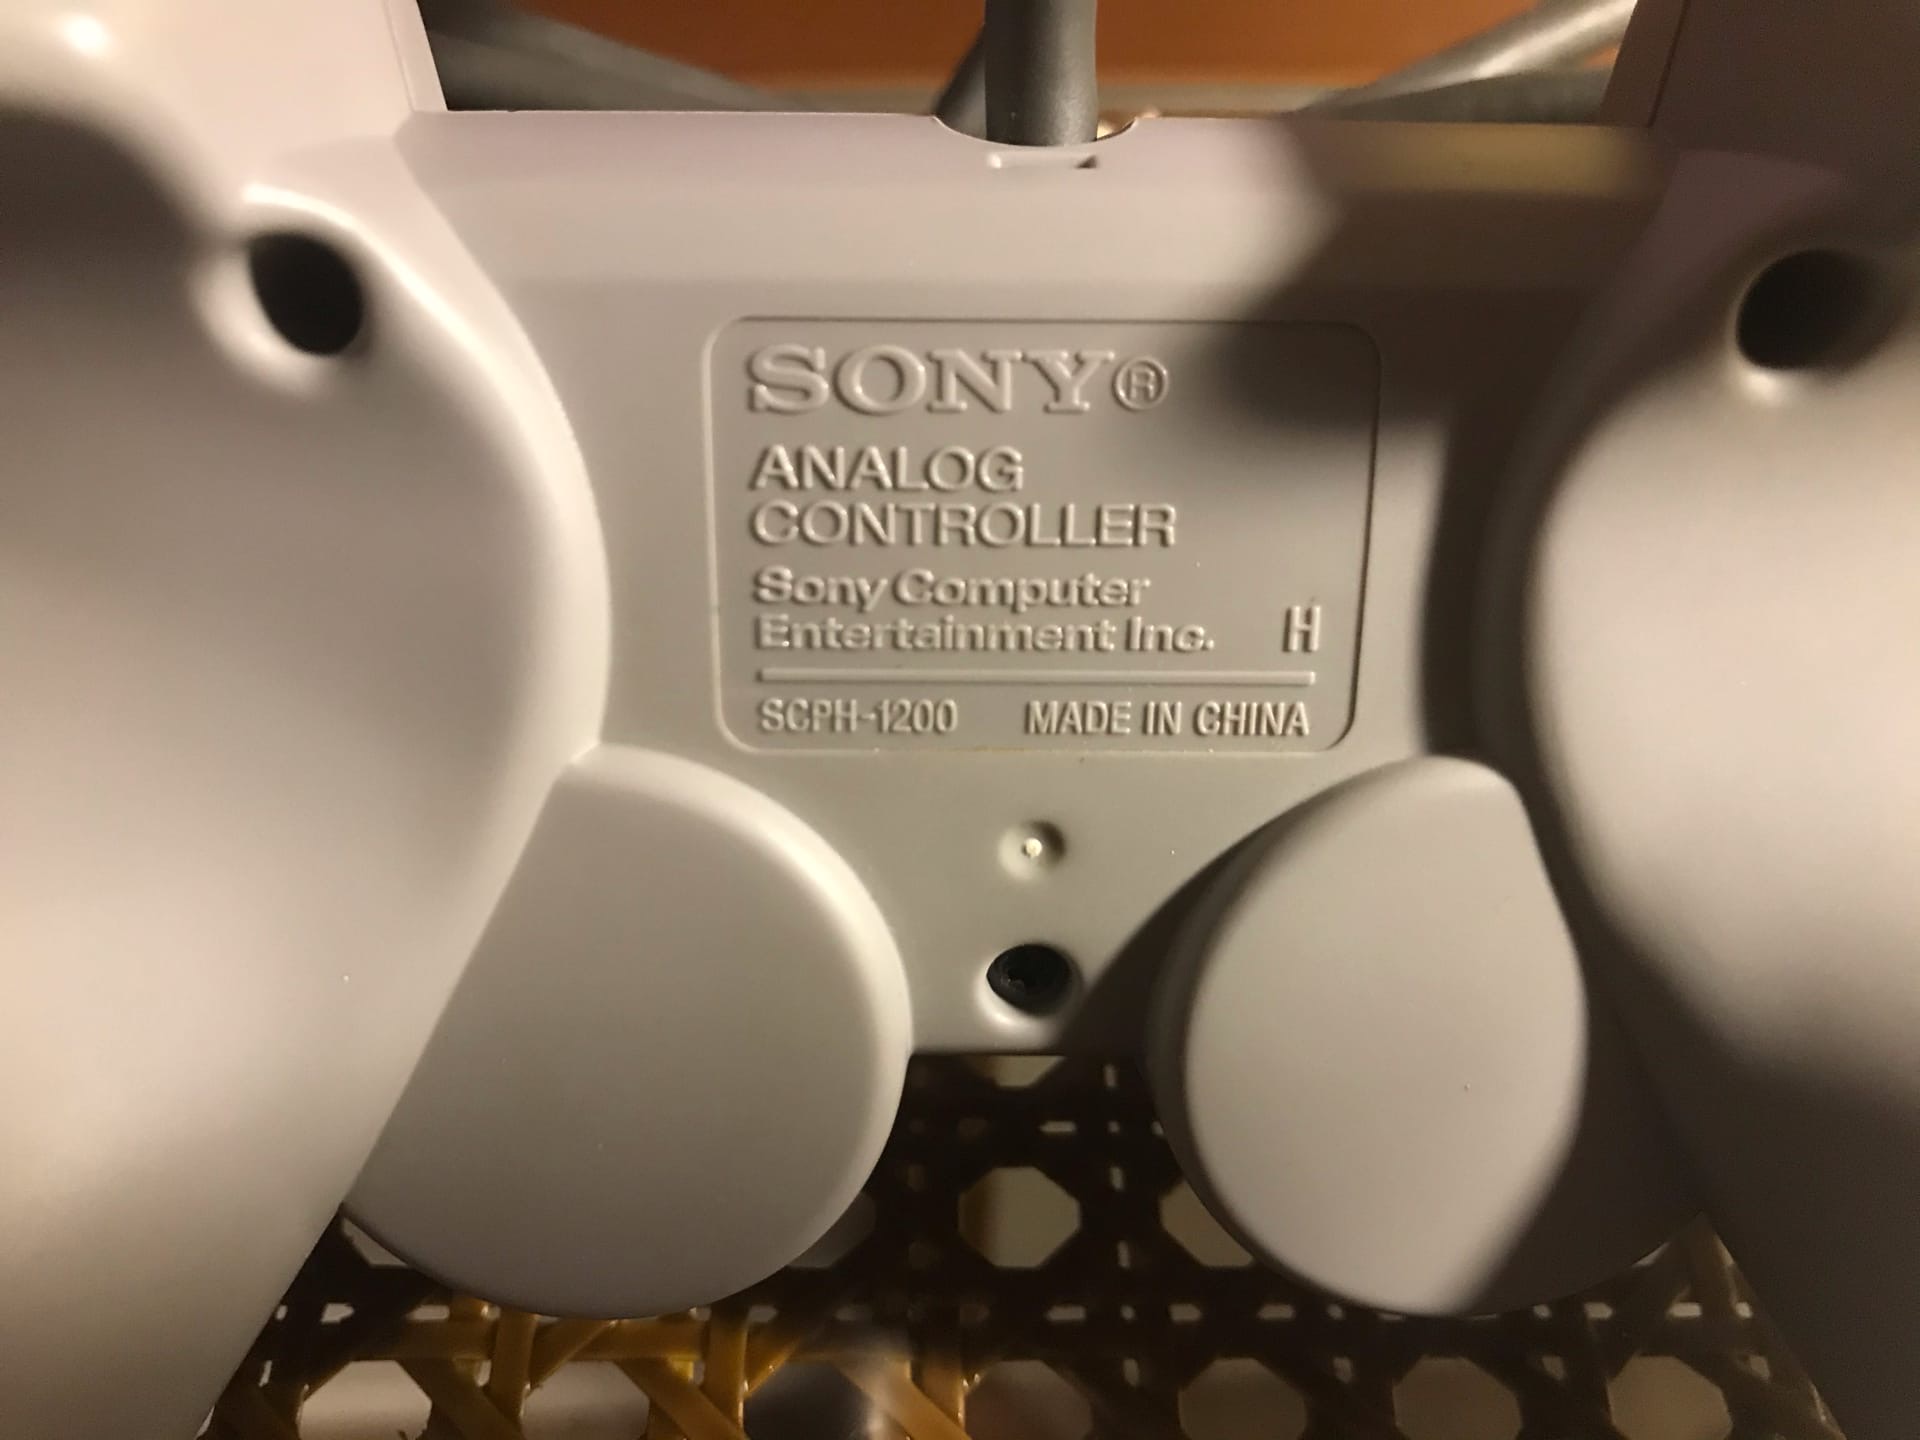 SONY®
ANALOG
CONTROLLER
Sony Computer
Entertainment Inc. H
SCPH-1200 MADE IN CHINA